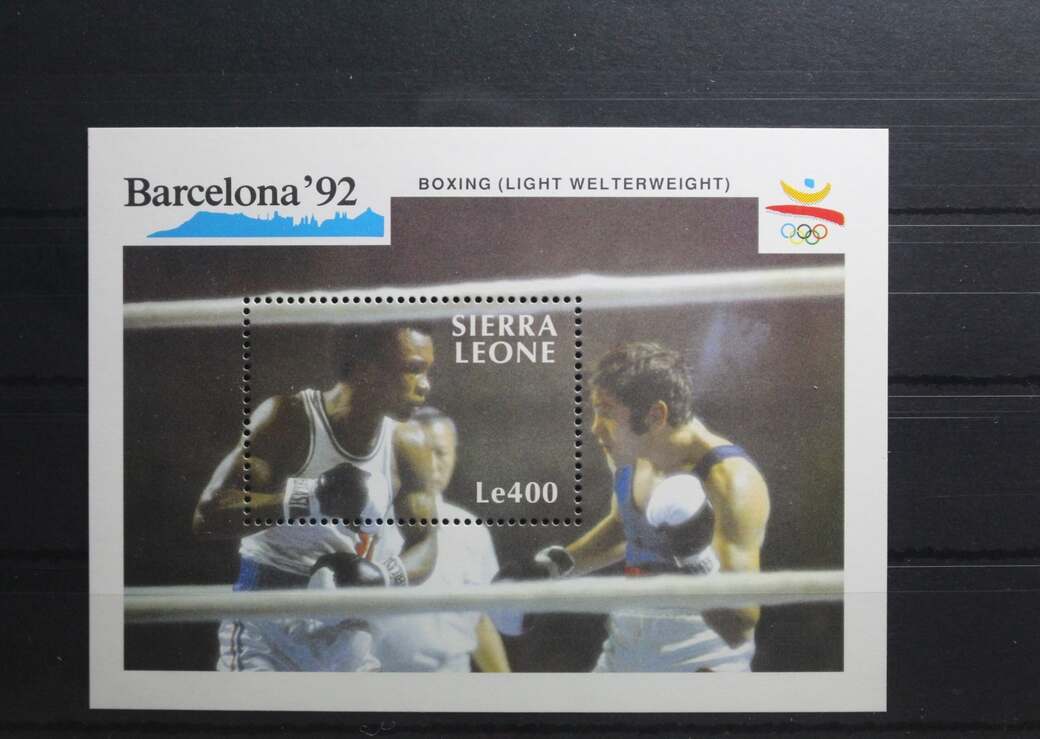 Barcelona '92
BOXING (LIGHT WELTERWEIGHT)
SIERRA
LEONE
Le400